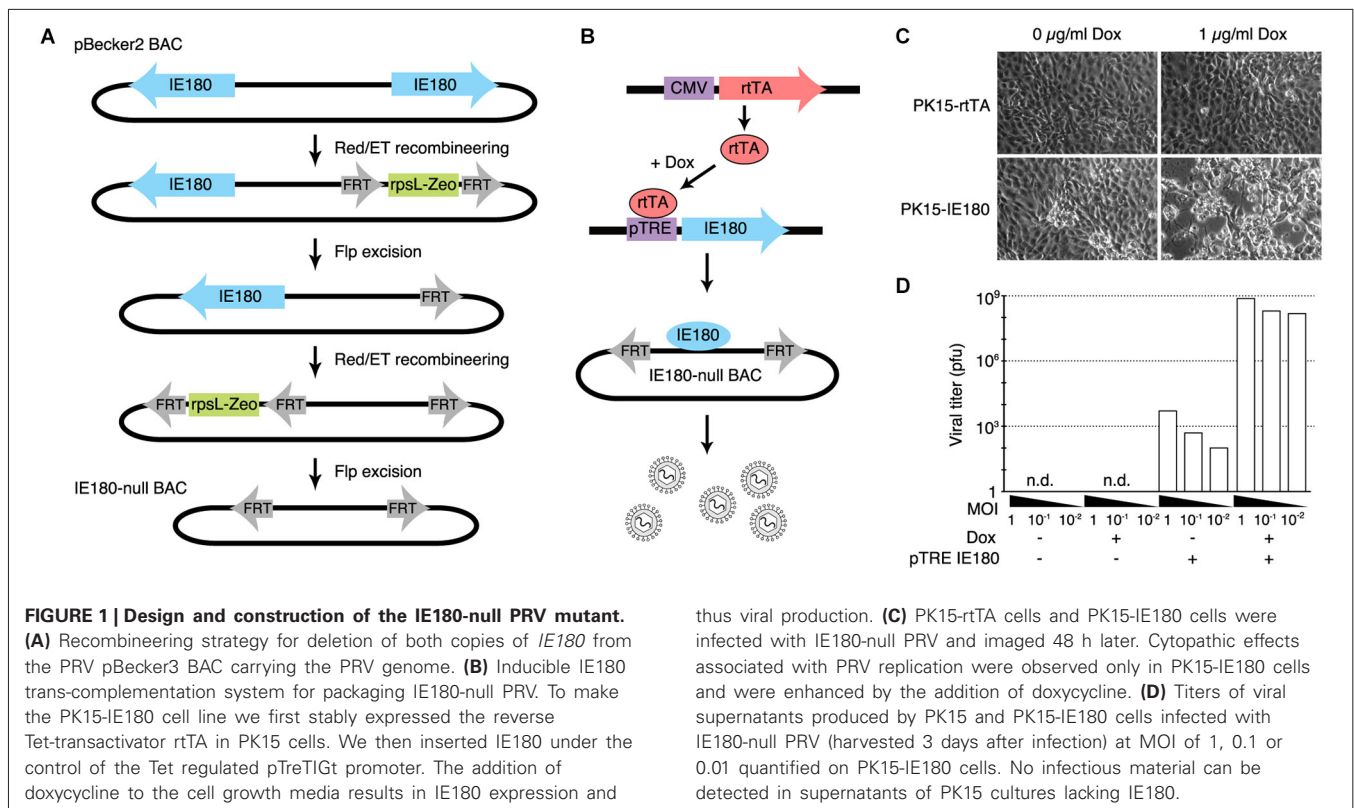 A
pBecker2 BAC
IE180
IE180
Red/ET recombineering
IE180
FRT
rpsL-Zeo
FRT
Flp excision
IE180
FRT
Red/ET recombineering
FRT
rpsL-Zeo
FRT
FRT
Flp excision
IE180-null BAC
FRT
FRT
B
CMV
rtTA
rtTA
+ Dox
rtTA
pTRE
IE180
IE180
FRT
FRT
IE180-null BAC
C
0 µg/ml Dox
1 µg/ml Dox
PK15-rtTA
PK15-IE180
D
Viral titer (pfu)
10⁹
10⁶
10³
1
n.d.
n.d.
MOI
1 10⁻¹ 10⁻² 1 10⁻¹ 10⁻² 1 10⁻¹ 10⁻² 1 10⁻¹ 10⁻²
Dox - + - +
pTRE IE180 - - + +
FIGURE 1 | Design and construction of the IE180-null PRV mutant.
(A) Recombineering strategy for deletion of both copies of IE180 from
the PRV pBecker3 BAC carrying the PRV genome. (B) Inducible IE180
trans-complementation system for packaging IE180-null PRV. To make
the PK15-IE180 cell line we first stably expressed the reverse
Tet-transactivator rtTA in PK15 cells. We then inserted IE180 under the
control of the Tet regulated pTreTIGt promoter. The addition of
doxycycline to the cell growth media results in IE180 expression and
thus viral production. (C) PK15-rtTA cells and PK15-IE180 cells were
infected with IE180-null PRV and imaged 48 h later. Cytopathic effects
associated with PRV replication were observed only in PK15-IE180 cells
and were enhanced by the addition of doxycycline. (D) Titers of viral
supernatants produced by PK15 and PK15-IE180 cells infected with
IE180-null PRV (harvested 3 days after infection) at MOI of 1, 0.1 or
0.01 quantified on PK15-IE180 cells. No infectious material can be
detected in supernatants of PK15 cultures lacking IE180.